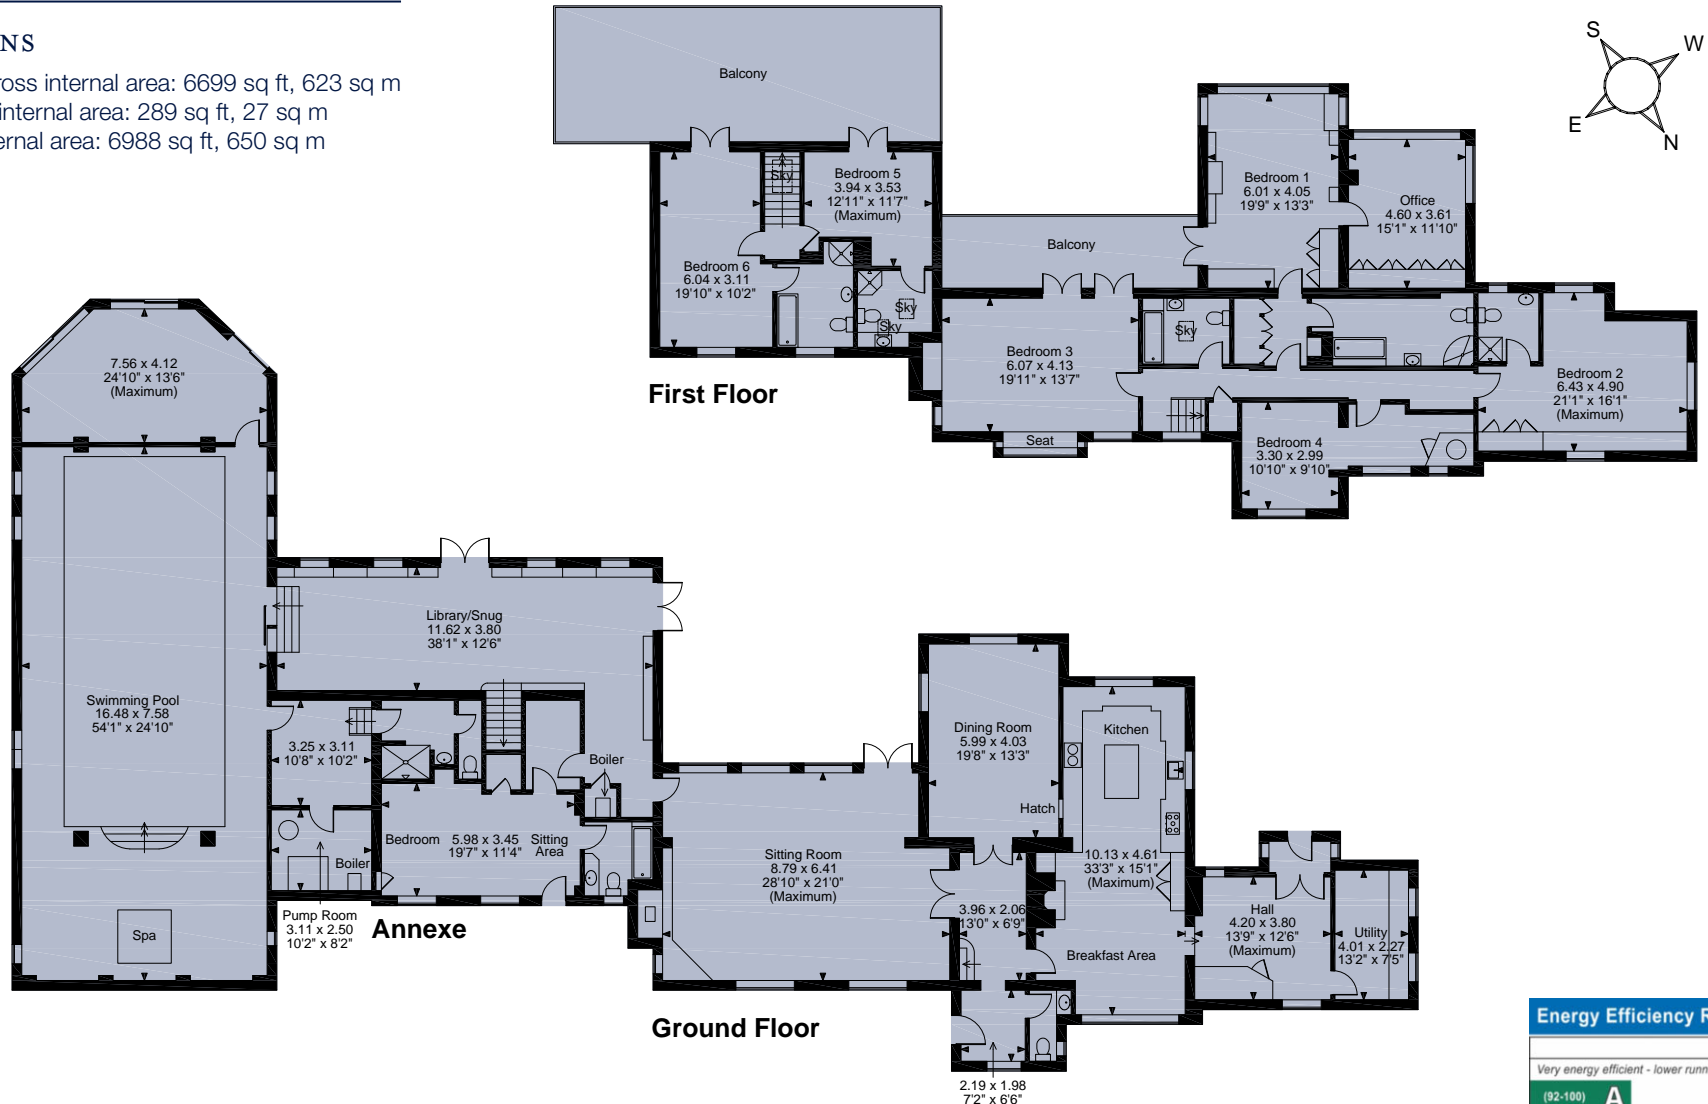 NS
ross internal area: 6699 sq ft, 623 sq m
internal area: 289 sq ft, 27 sq m
ernal area: 6988 sq ft, 650 sq m
S
W
E
N
Balcony
Sky
Bedroom 5
3.94 x 3.53
12'11" x 11'7"
(Maximum)
Bedroom 6
6.04 x 3.11
19'10" x 10'2"
Sky
Sky
Balcony
Bedroom 1
6.01 x 4.05
19'9" x 13'3"
Office
4.60 x 3.61
15'1" x 11'10"
Bedroom 3
6.07 x 4.13
19'11" x 13'7"
Sky
Seat
Bedroom 4
3.30 x 2.99
10'10" x 9'10"
Bedroom 2
6.43 x 4.90
21'1" x 16'1"
(Maximum)
First Floor
7.56 x 4.12
24'10" x 13'6"
(Maximum)
Swimming Pool
16.48 x 7.58
54'1" x 24'10"
Spa
Library/Snug
11.62 x 3.80
38'1" x 12'6"
3.25 x 3.11
10'8" x 10'2"
Boiler
Pump Room
3.11 x 2.50
10'2" x 8'2"
Bedroom
5.98 x 3.45
19'7" x 11'4"
Sitting
Area
Boiler
Annexe
Sitting Room
8.79 x 6.41
28'10" x 21'0"
(Maximum)
Dining Room
5.99 x 4.03
19'8" x 13'3"
Hatch
Kitchen
10.13 x 4.61
33'3" x 15'1"
(Maximum)
Breakfast Area
3.96 x 2.06
13'0" x 6'9"
Hall
4.20 x 3.80
13'9" x 12'6"
(Maximum)
Utility
4.01 x 2.27
13'2" x 7'5"
2.19 x 1.98
7'2" x 6'6"
Ground Floor
Energy Efficiency R
Very energy efficient - lower runn
(92-100) A